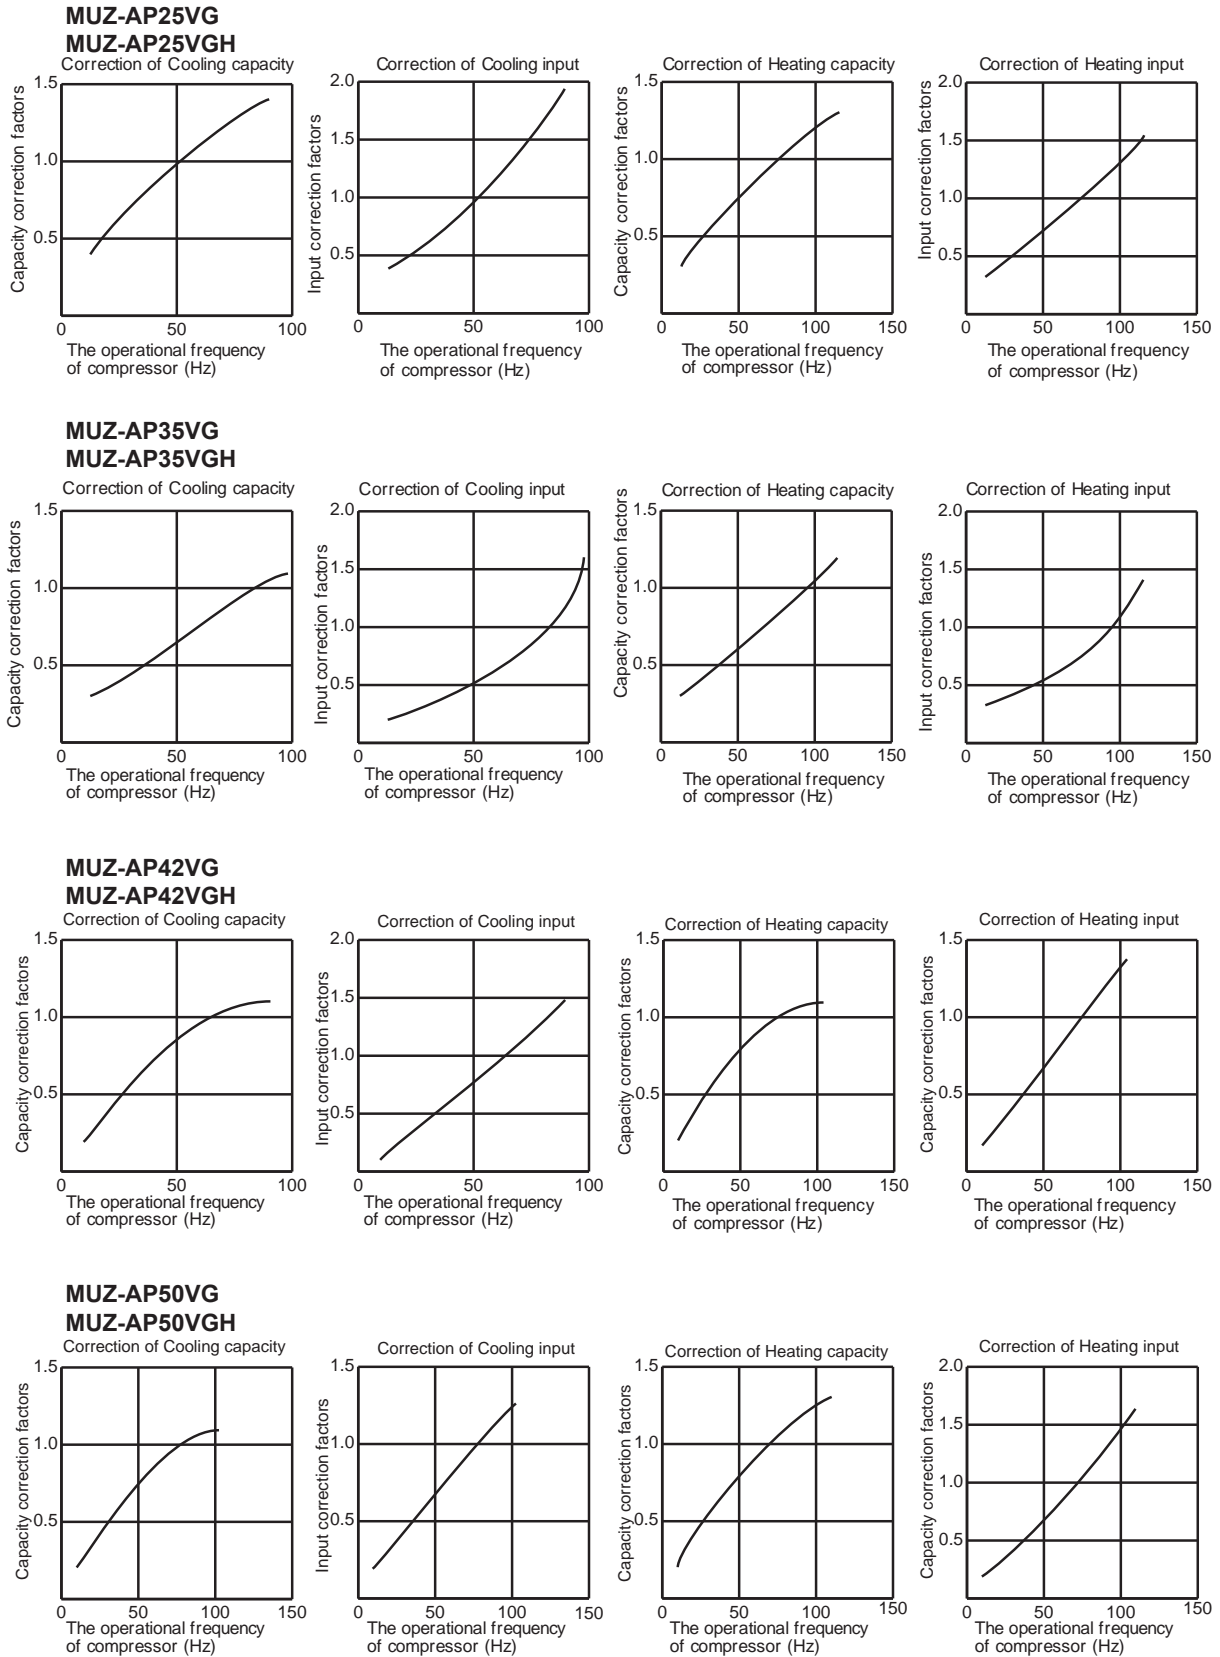 MUZ-AP25VG
MUZ-AP25VGH
Correction of Cooling capacity
Capacity correction factors
1.5
1.0
0.5
0
50
100
The operational frequency
of compressor (Hz)
Correction of Cooling input
Input correction factors
2.0
1.5
1.0
0.5
0
50
100
The operational frequency
of compressor (Hz)
Correction of Heating capacity
Capacity correction factors
1.5
1.0
0.5
0
50
100
150
The operational frequency
of compressor (Hz)
Correction of Heating input
Input correction factors
2.0
1.5
1.0
0.5
0
50
100
150
The operational frequency
of compressor (Hz)
MUZ-AP35VG
MUZ-AP35VGH
Correction of Cooling capacity
Capacity correction factors
1.5
1.0
0.5
0
50
100
The operational frequency
of compressor (Hz)
Correction of Cooling input
Input correction factors
2.0
1.5
1.0
0.5
0
50
100
The operational frequency
of compressor (Hz)
Correction of Heating capacity
Capacity correction factors
1.5
1.0
0.5
0
50
100
150
The operational frequency
of compressor (Hz)
Correction of Heating input
Input correction factors
2.0
1.5
1.0
0.5
0
50
100
150
The operational frequency
of compressor (Hz)
MUZ-AP42VG
MUZ-AP42VGH
Correction of Cooling capacity
Capacity correction factors
1.5
1.0
0.5
0
50
100
The operational frequency
of compressor (Hz)
Correction of Cooling input
Input correction factors
2.0
1.5
1.0
0.5
0
50
100
The operational frequency
of compressor (Hz)
Correction of Heating capacity
Capacity correction factors
1.5
1.0
0.5
0
50
100
150
The operational frequency
of compressor (Hz)
Correction of Heating input
Capacity correction factors
1.5
1.0
0.5
0
50
100
150
The operational frequency
of compressor (Hz)
MUZ-AP50VG
MUZ-AP50VGH
Correction of Cooling capacity
Capacity correction factors
1.5
1.0
0.5
0
50
100
150
The operational frequency
of compressor (Hz)
Correction of Cooling input
Input correction factors
1.5
1.0
0.5
0
50
100
150
The operational frequency
of compressor (Hz)
Correction of Heating capacity
Capacity correction factors
1.5
1.0
0.5
0
50
100
150
The operational frequency
of compressor (Hz)
Correction of Heating input
Capacity correction factors
2.0
1.5
1.0
0.5
0
50
100
150
The operational frequency
of compressor (Hz)